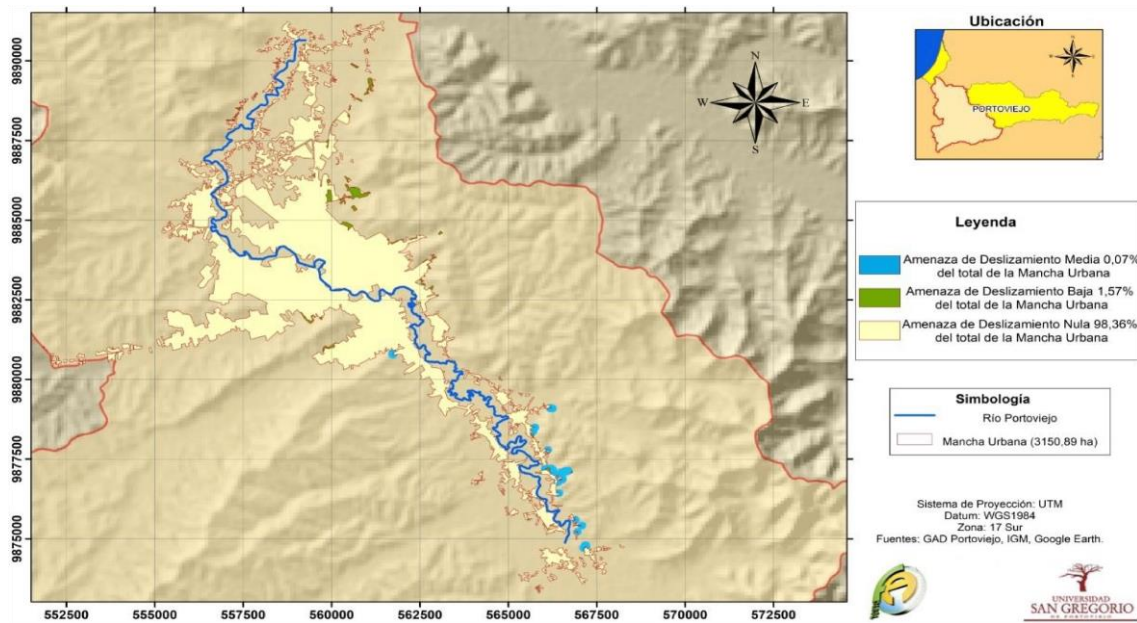 9890000
9887500
9885000
9882500
9880000
9877500
9875000
552500
555000
557500
560000
562500
565000
567500
570000
572500
N
W
E
S
Ubicación
PORTOVIEJO
Leyenda
Amenaza de Deslizamiento Media 0,07%
del total de la Mancha Urbana
Amenaza de Deslizamiento Baja 1,57%
del total de la Mancha Urbana
Amenaza de Deslizamiento Nula 98,36%
del total de la Mancha Urbana
Simbología
Río Portoviejo
Mancha Urbana (3150,89 ha)
Sistema de Proyección: UTM
Datum: WGS1984
Zona: 17 Sur
Fuentes: GAD Portoviejo, IGM, Google Earth.
UNIVERSIDAD
SAN GREGORIO
DE PORTOVIEJO